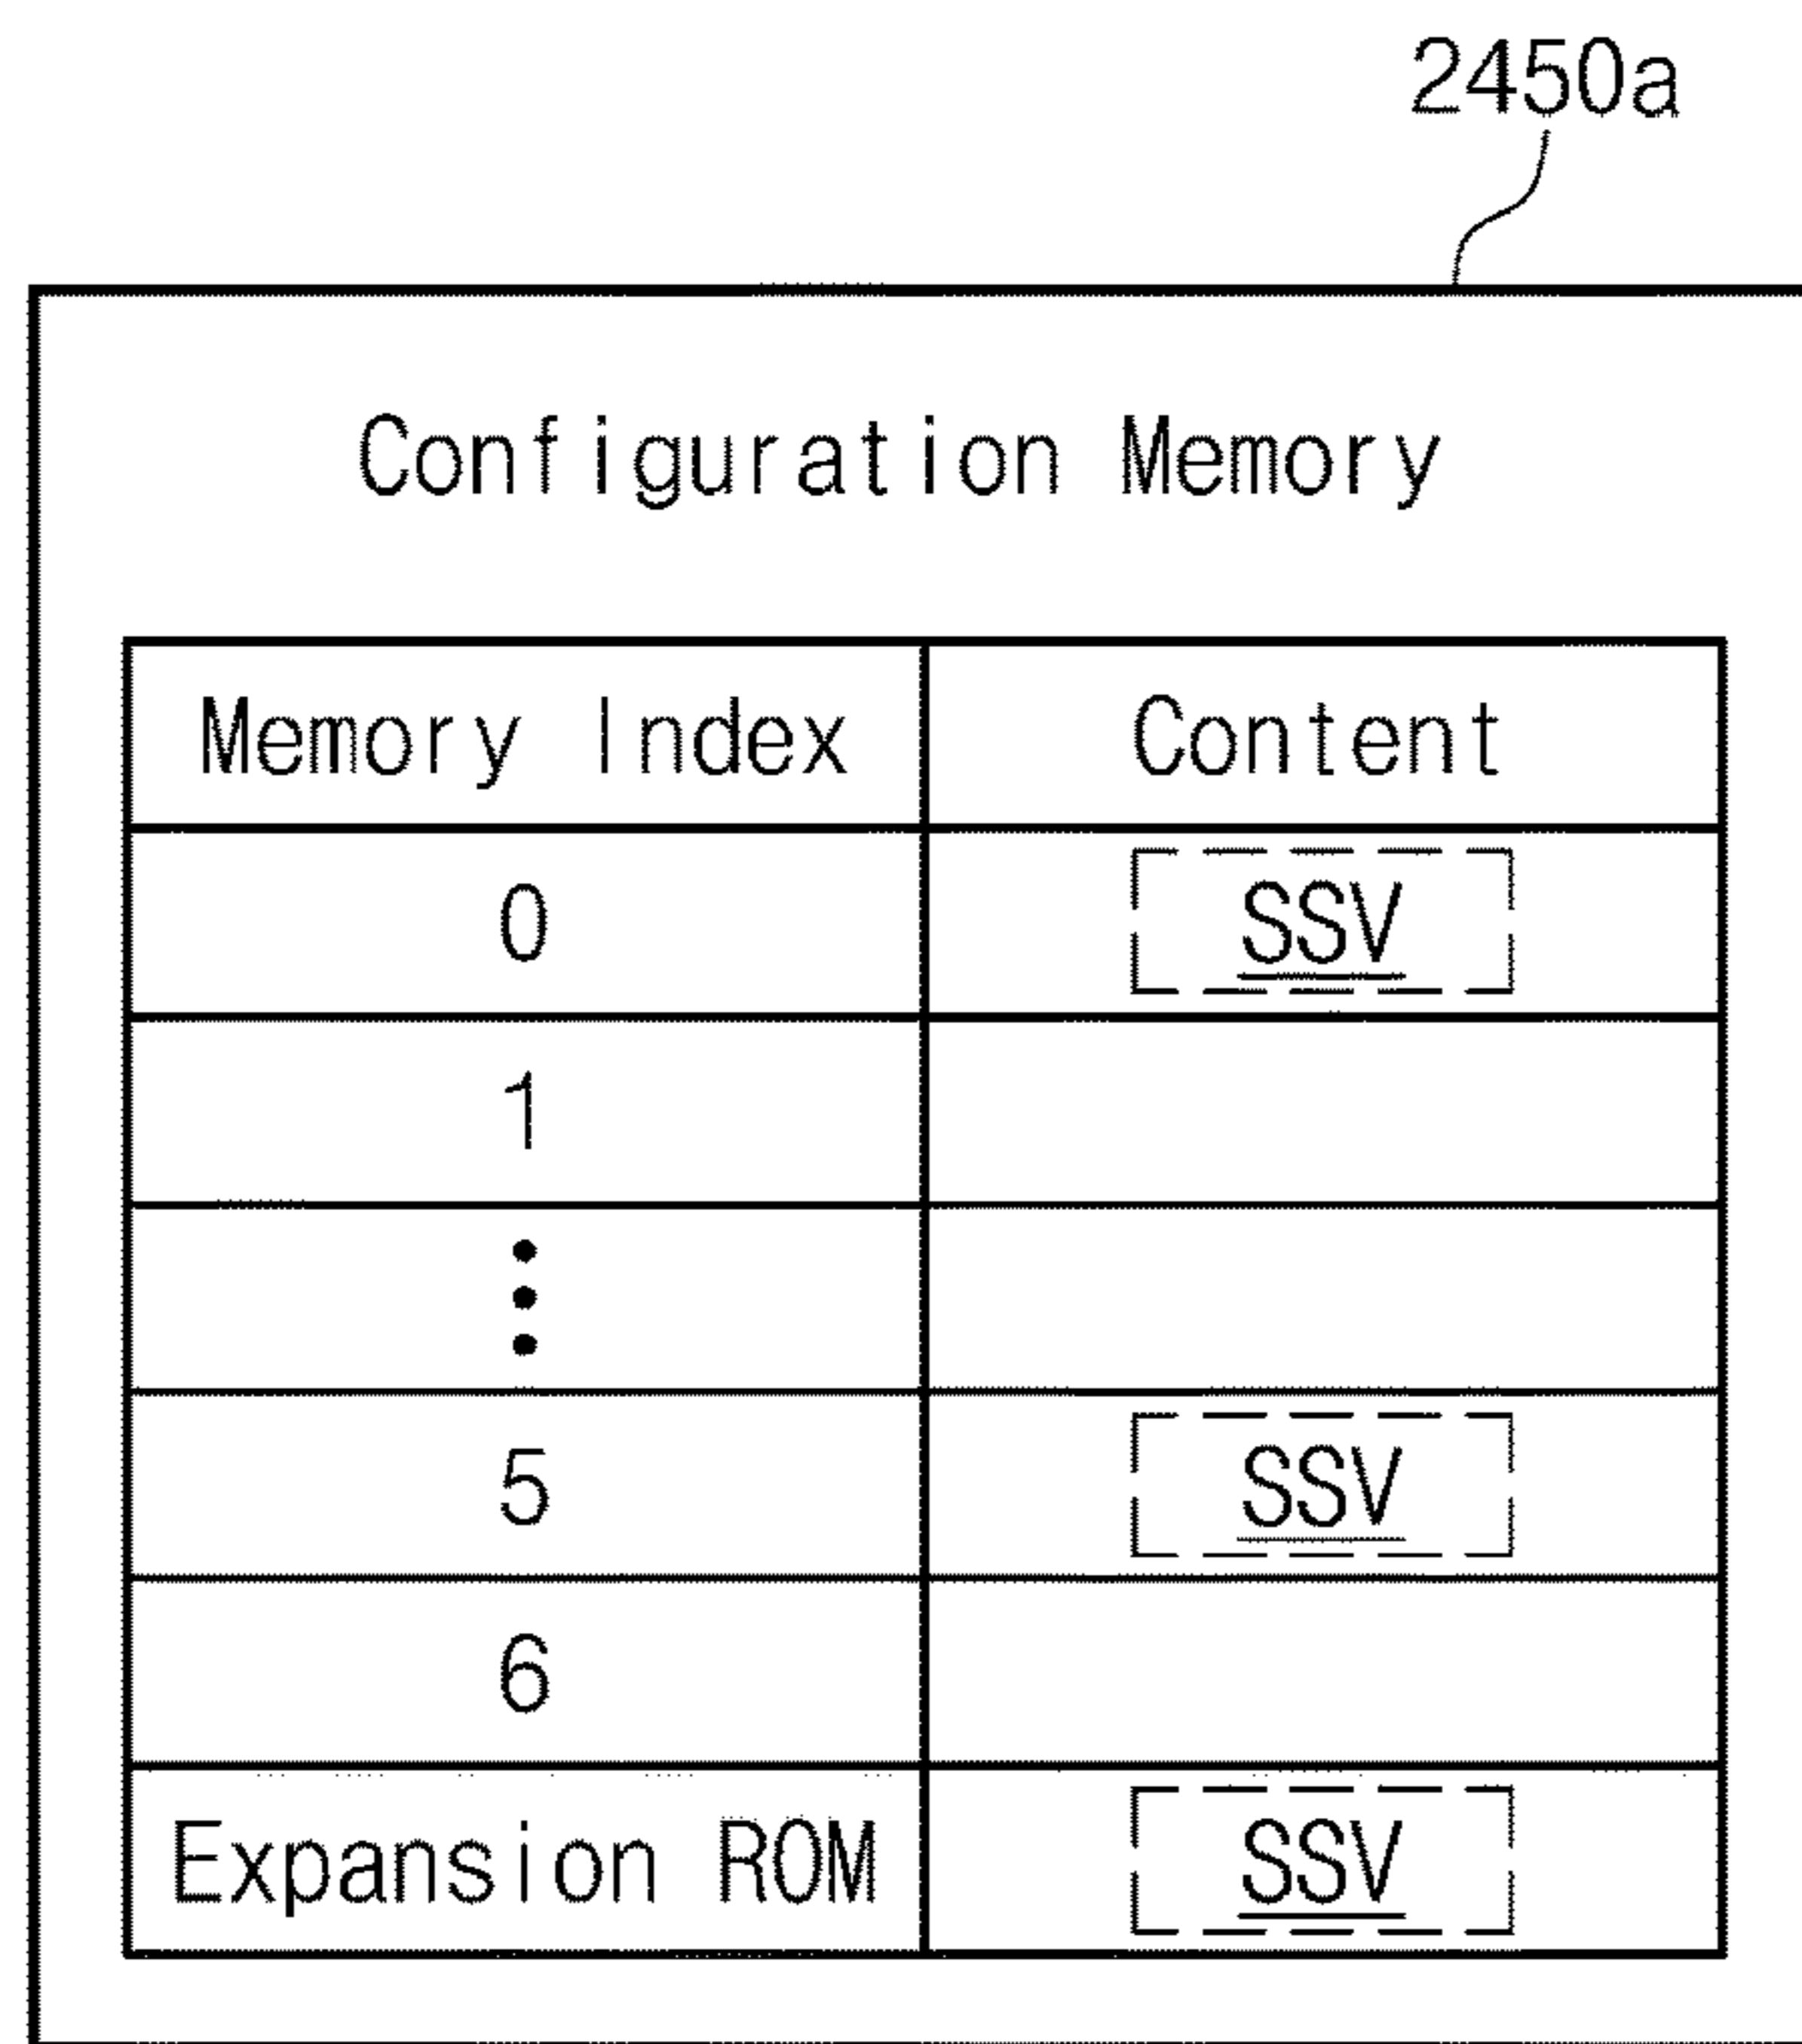 2450a
Configuration Memory
Memory Index Content
0 SSV
1
5 SSV
6
Expansion ROM SSV